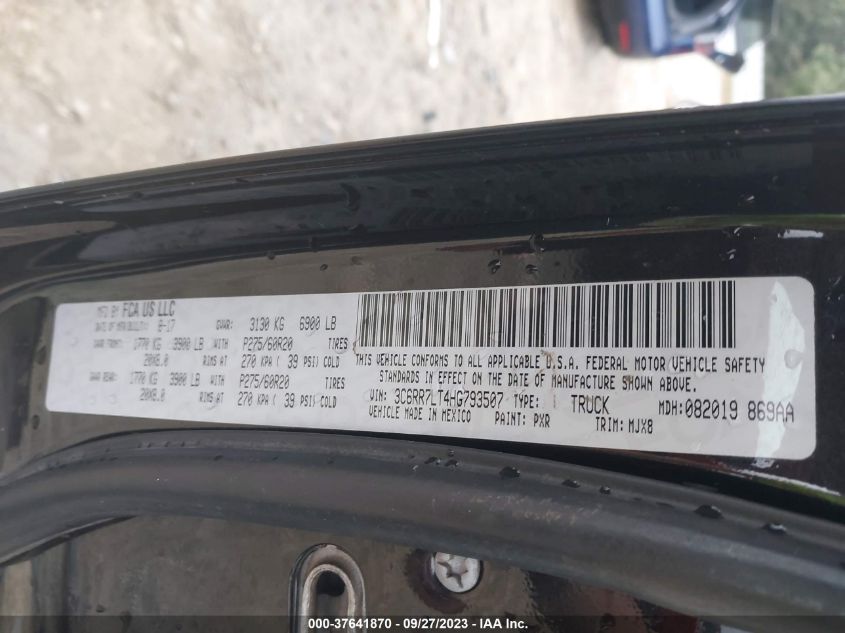 MFD BY FCA US LLC
DATE OF MFR(BUILT): 8-17 GVWR: 3130 KG 6900 LB
GAWR FRONT: 1770 KG 3900 LB WITH P275/60R20 TIRES
20X8.0 RIMS AT 270 KPA ( 39 PSI) COLD
GAWR REAR: 1770 KG 3900 LB WITH P275/60R20 TIRES
20X8.0 RIMS AT 270 KPA ( 39 PSI) COLD
THIS VEHICLE CONFORMS TO ALL APPLICABLE U.S.A. FEDERAL MOTOR VEHICLE SAFETY
STANDARDS IN EFFECT ON THE DATE OF MANUFACTURE SHOWN ABOVE.
VIN: 3C6RR7LT4HG793507 TYPE: TRUCK MDH: 082019 869AA
VEHICLE MADE IN MEXICO PAINT: PXR TRIM: MJX8
000-37641870 - 09/27/2023 - IAA Inc.